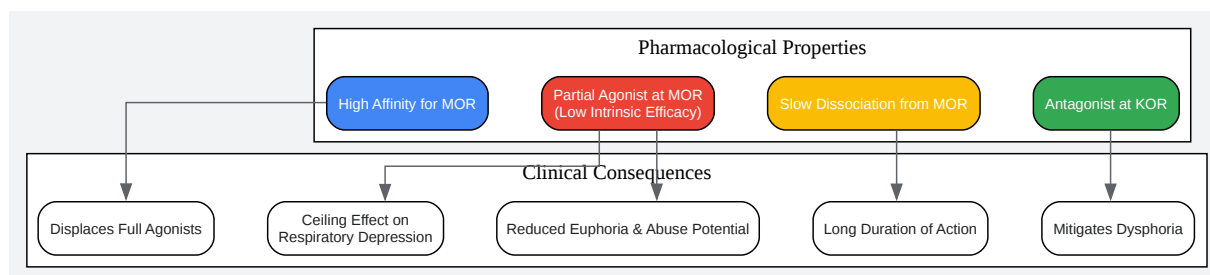 Pharmacological Properties
High Affinity for MOR
Partial Agonist at MOR
(Low Intrinsic Efficacy)
Slow Dissociation from MOR
Antagonist at KOR
Clinical Consequences
Displaces Full Agonists
Ceiling Effect on
Respiratory Depression
Reduced Euphoria & Abuse Potential
Long Duration of Action
Mitigates Dysphoria